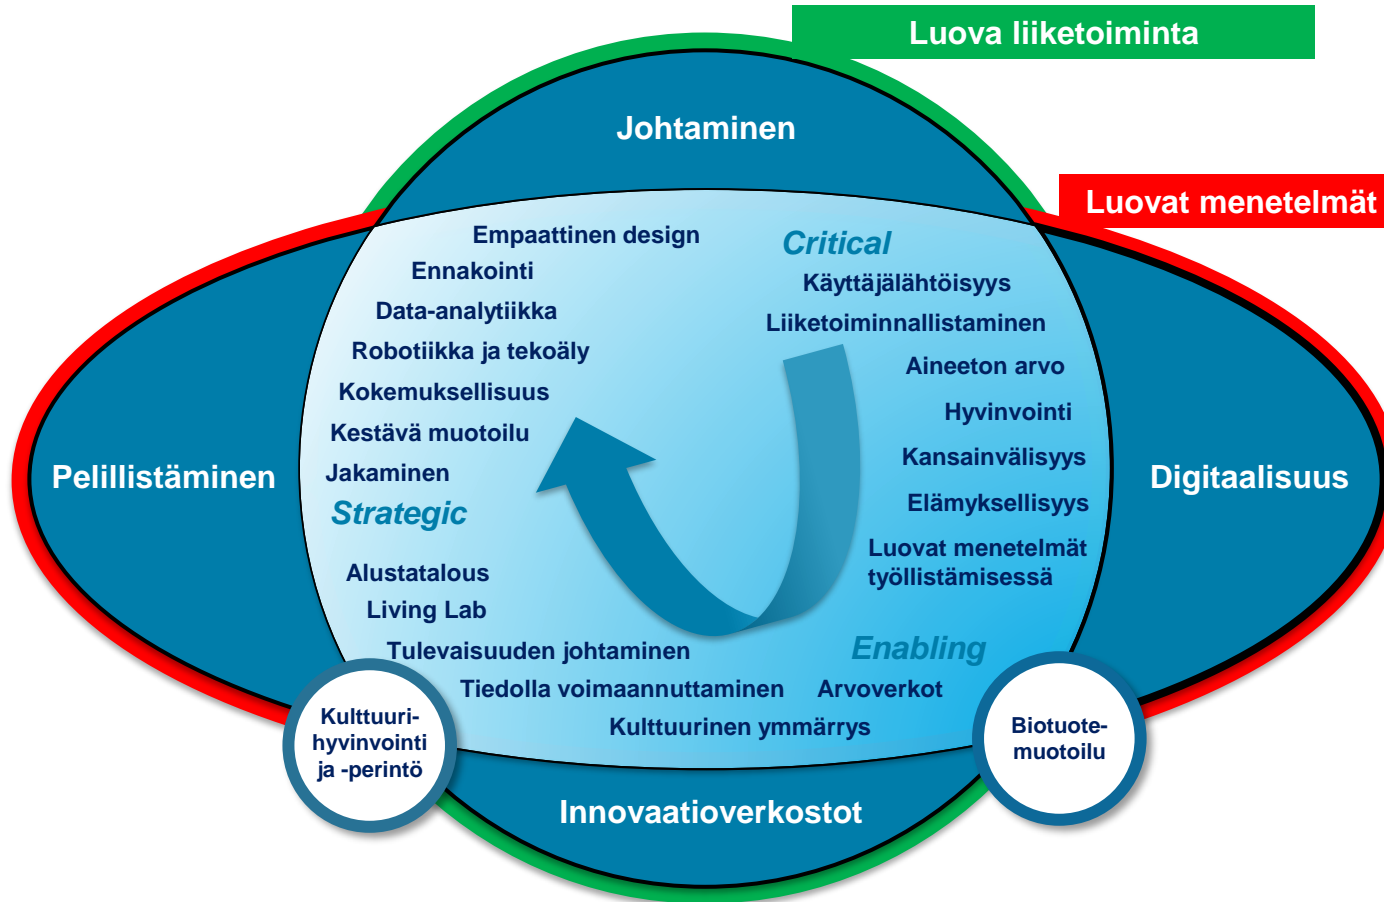 Luova liiketoiminta
Johtaminen
Luovat menetelmät
Empaattinen design
Critical
Ennakointi
Käyttäjälähtöisyys
Data-analytiikka
Liiketoiminnallistaminen
Robotiikka ja tekoäly
Aineeton arvo
Kokemuksellisuus
Hyvinvointi
Kestävä muotoilu
Kansainvälisyys
Jakaminen
Pelillistäminen
Digitaalisuus
Strategic
Elämyksellisyys
Luovat menetelmät
työllistämisessä
Alustatalous
Living Lab
Tulevaisuuden johtaminen
Enabling
Tiedolla voimaannuttaminen
Arvoverkot
Kulttuurinen ymmärrys
Kulttuuri-
hyvinvointi
ja -perintö
Biotuote-
muotoilu
Innovaatioverkostot